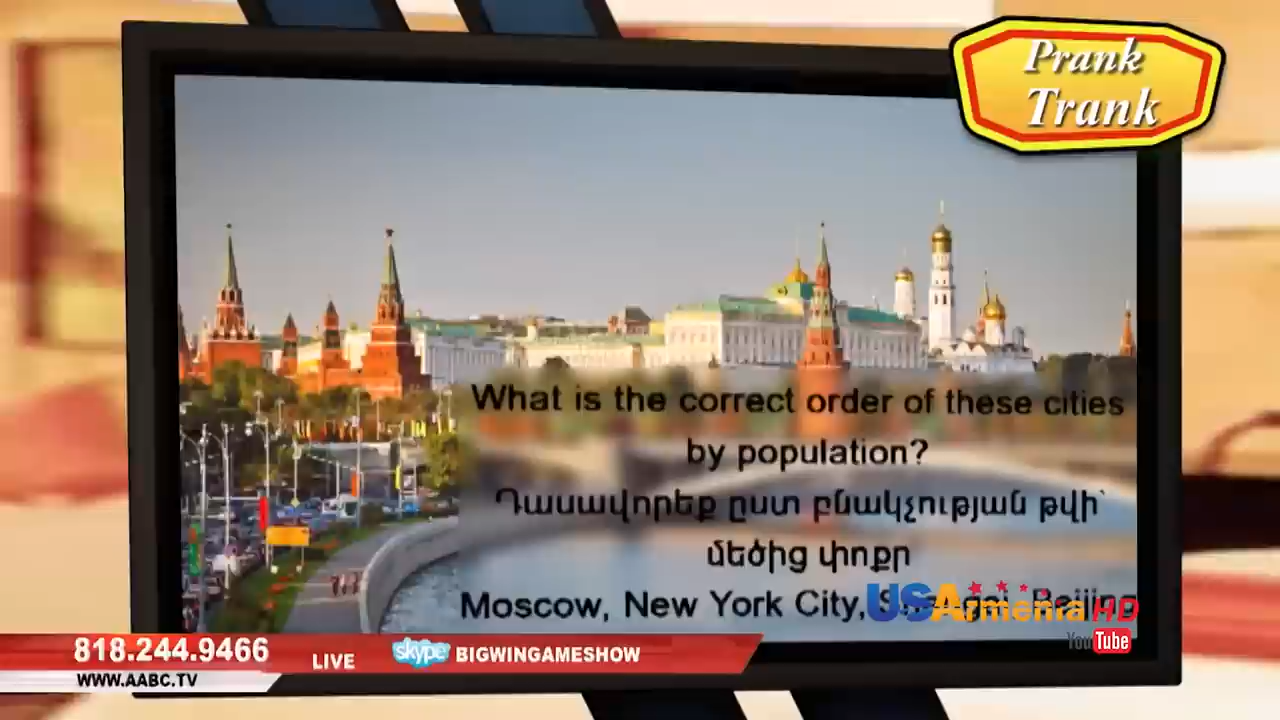 Prank
Trank
What is the correct order of these cities
by population?
Դասավորեք ըստ բնակչության թվի՝
մեծից փոքր
Moscow, New York City,
USArmenia HD
YouTube
818.244.9466
LIVE
skype BIGWINGAMESHOW
WWW.AABC.TV